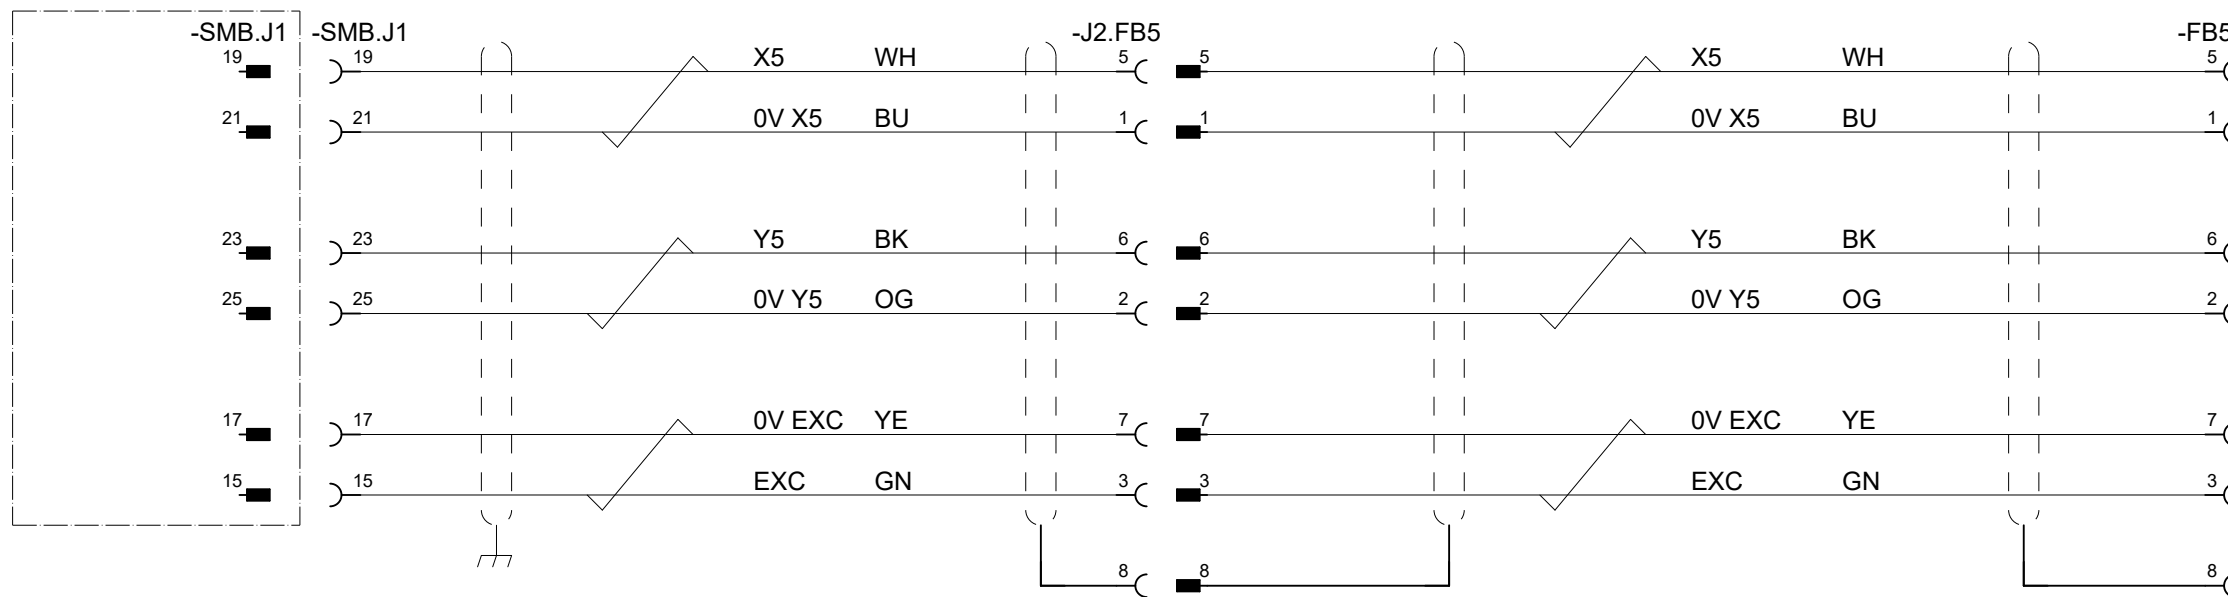 -SMB.J1 -SMB.J1 -J2.FB5 -FB5
19 19 X5 WH 5 5 X5 WH 5
21 21 0V X5 BU 1 1 0V X5 BU 1
23 23 Y5 BK 6 6 Y5 BK 6
25 25 0V Y5 OG 2 2 0V Y5 OG 2
17 17 0V EXC YE 7 7 0V EXC YE 7
15 15 EXC GN 3 3 EXC GN 3
8 8 8